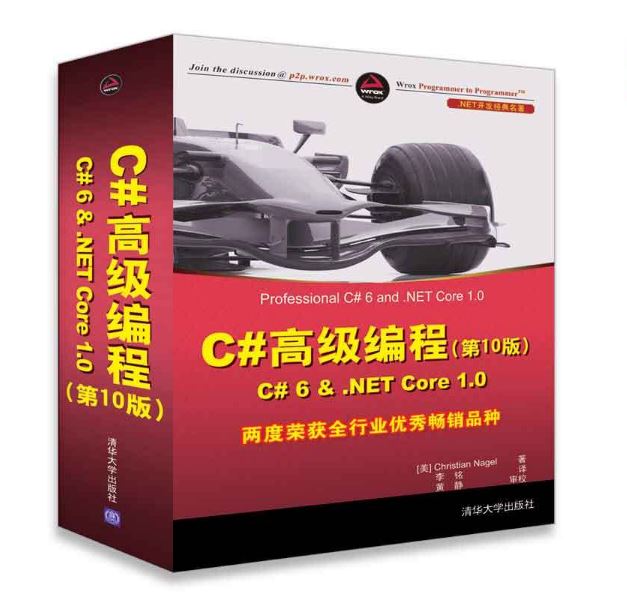 Wrox
C#高级编程
C# 6 & .NET Core 1.0
(第10版)
清华大学出版社
Join the discussion @ p2p.wrox.com
Wrox
Wrox Programmer to Programmer™
.NET开发经典名著
Professional C# 6 and .NET Core 1.0
C#高级编程(第10版)
C# 6 & .NET Core 1.0
两度荣获全行业优秀畅销品种
[美] Christian Nagel 著
李铭 译
黄静 审校
清华大学出版社